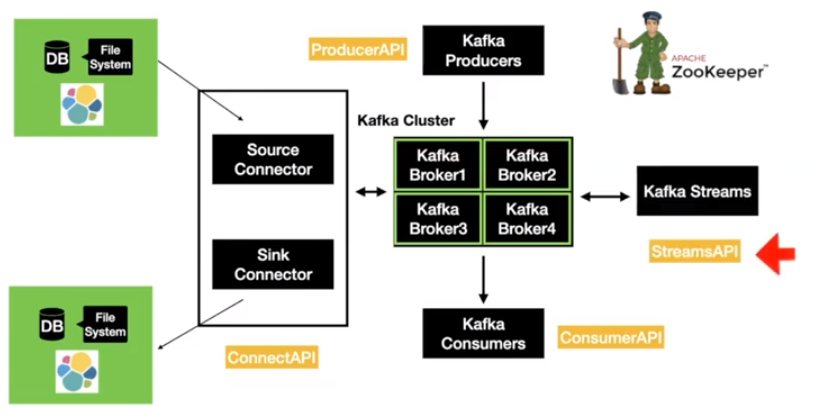 DB
File
System
ProducerAPI
Kafka
Producers
APACHE
ZooKeeper™
Kafka Cluster
Source
Connector
Kafka
Broker1
Kafka
Broker2
Kafka
Broker3
Kafka
Broker4
Kafka Streams
StreamsAPI
Sink
Connector
DB
File
System
ConnectAPI
Kafka
Consumers
ConsumerAPI